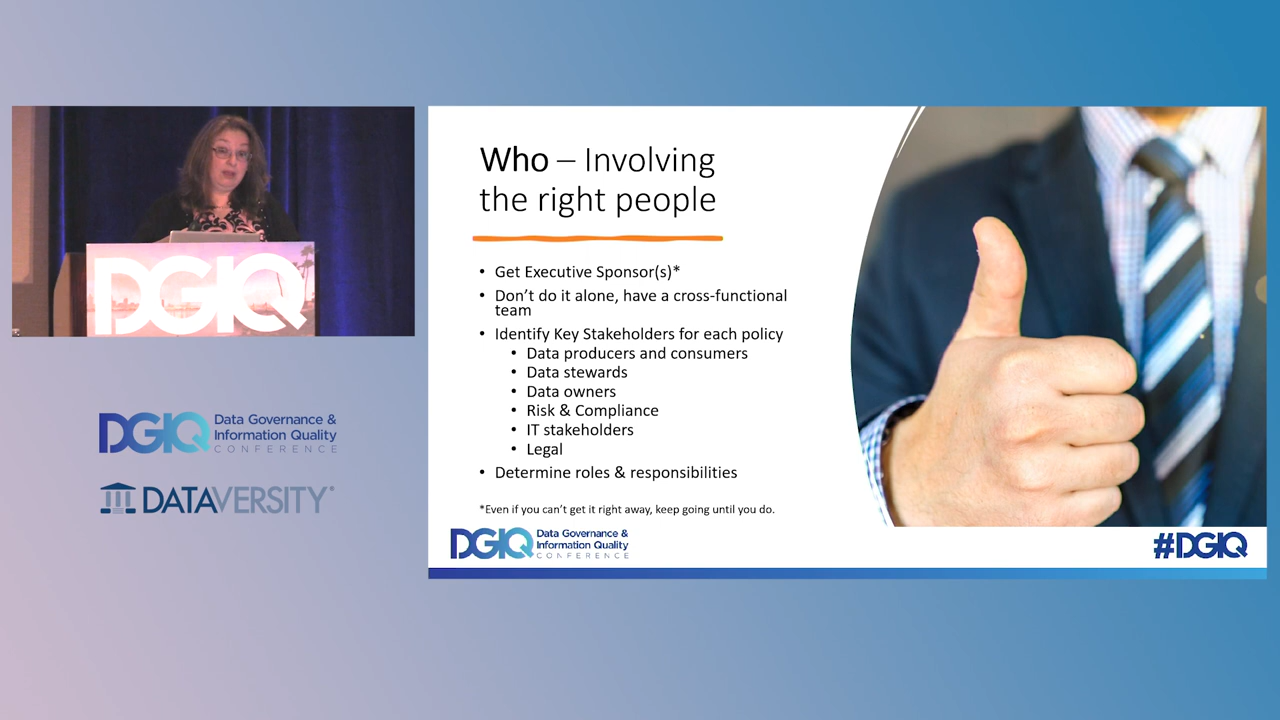 DGIQ
DGIQ
Data Governance &
Information Quality
CONFERENCE
DATAVERSITY
Who – Involving
the right people
• Get Executive Sponsor(s)*
• Don't do it alone, have a cross-functional
team
• Identify Key Stakeholders for each policy
• Data producers and consumers
• Data stewards
• Data owners
• Risk & Compliance
• IT stakeholders
• Legal
• Determine roles & responsibilities
*Even if you can't get it right away, keep going until you do.
DGIQ
Data Governance &
Information Quality
CONFERENCE
#DGIQ